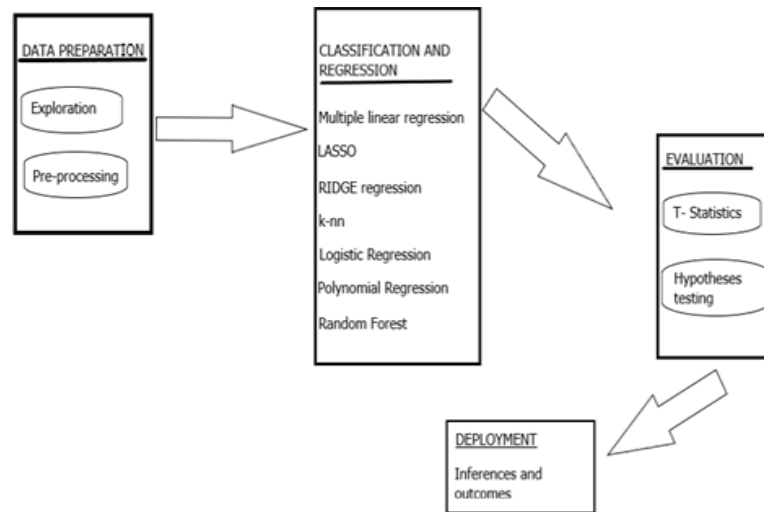 DATA PREPARATION
Exploration
Pre-processing
CLASSIFICATION AND
REGRESSION
Multiple linear regression
LASSO
RIDGE regression
k-nn
Logistic Regression
Polynomial Regression
Random Forest
EVALUATION
T- Statistics
Hypotheses
testing
DEPLOYMENT
Inferences and
outcomes